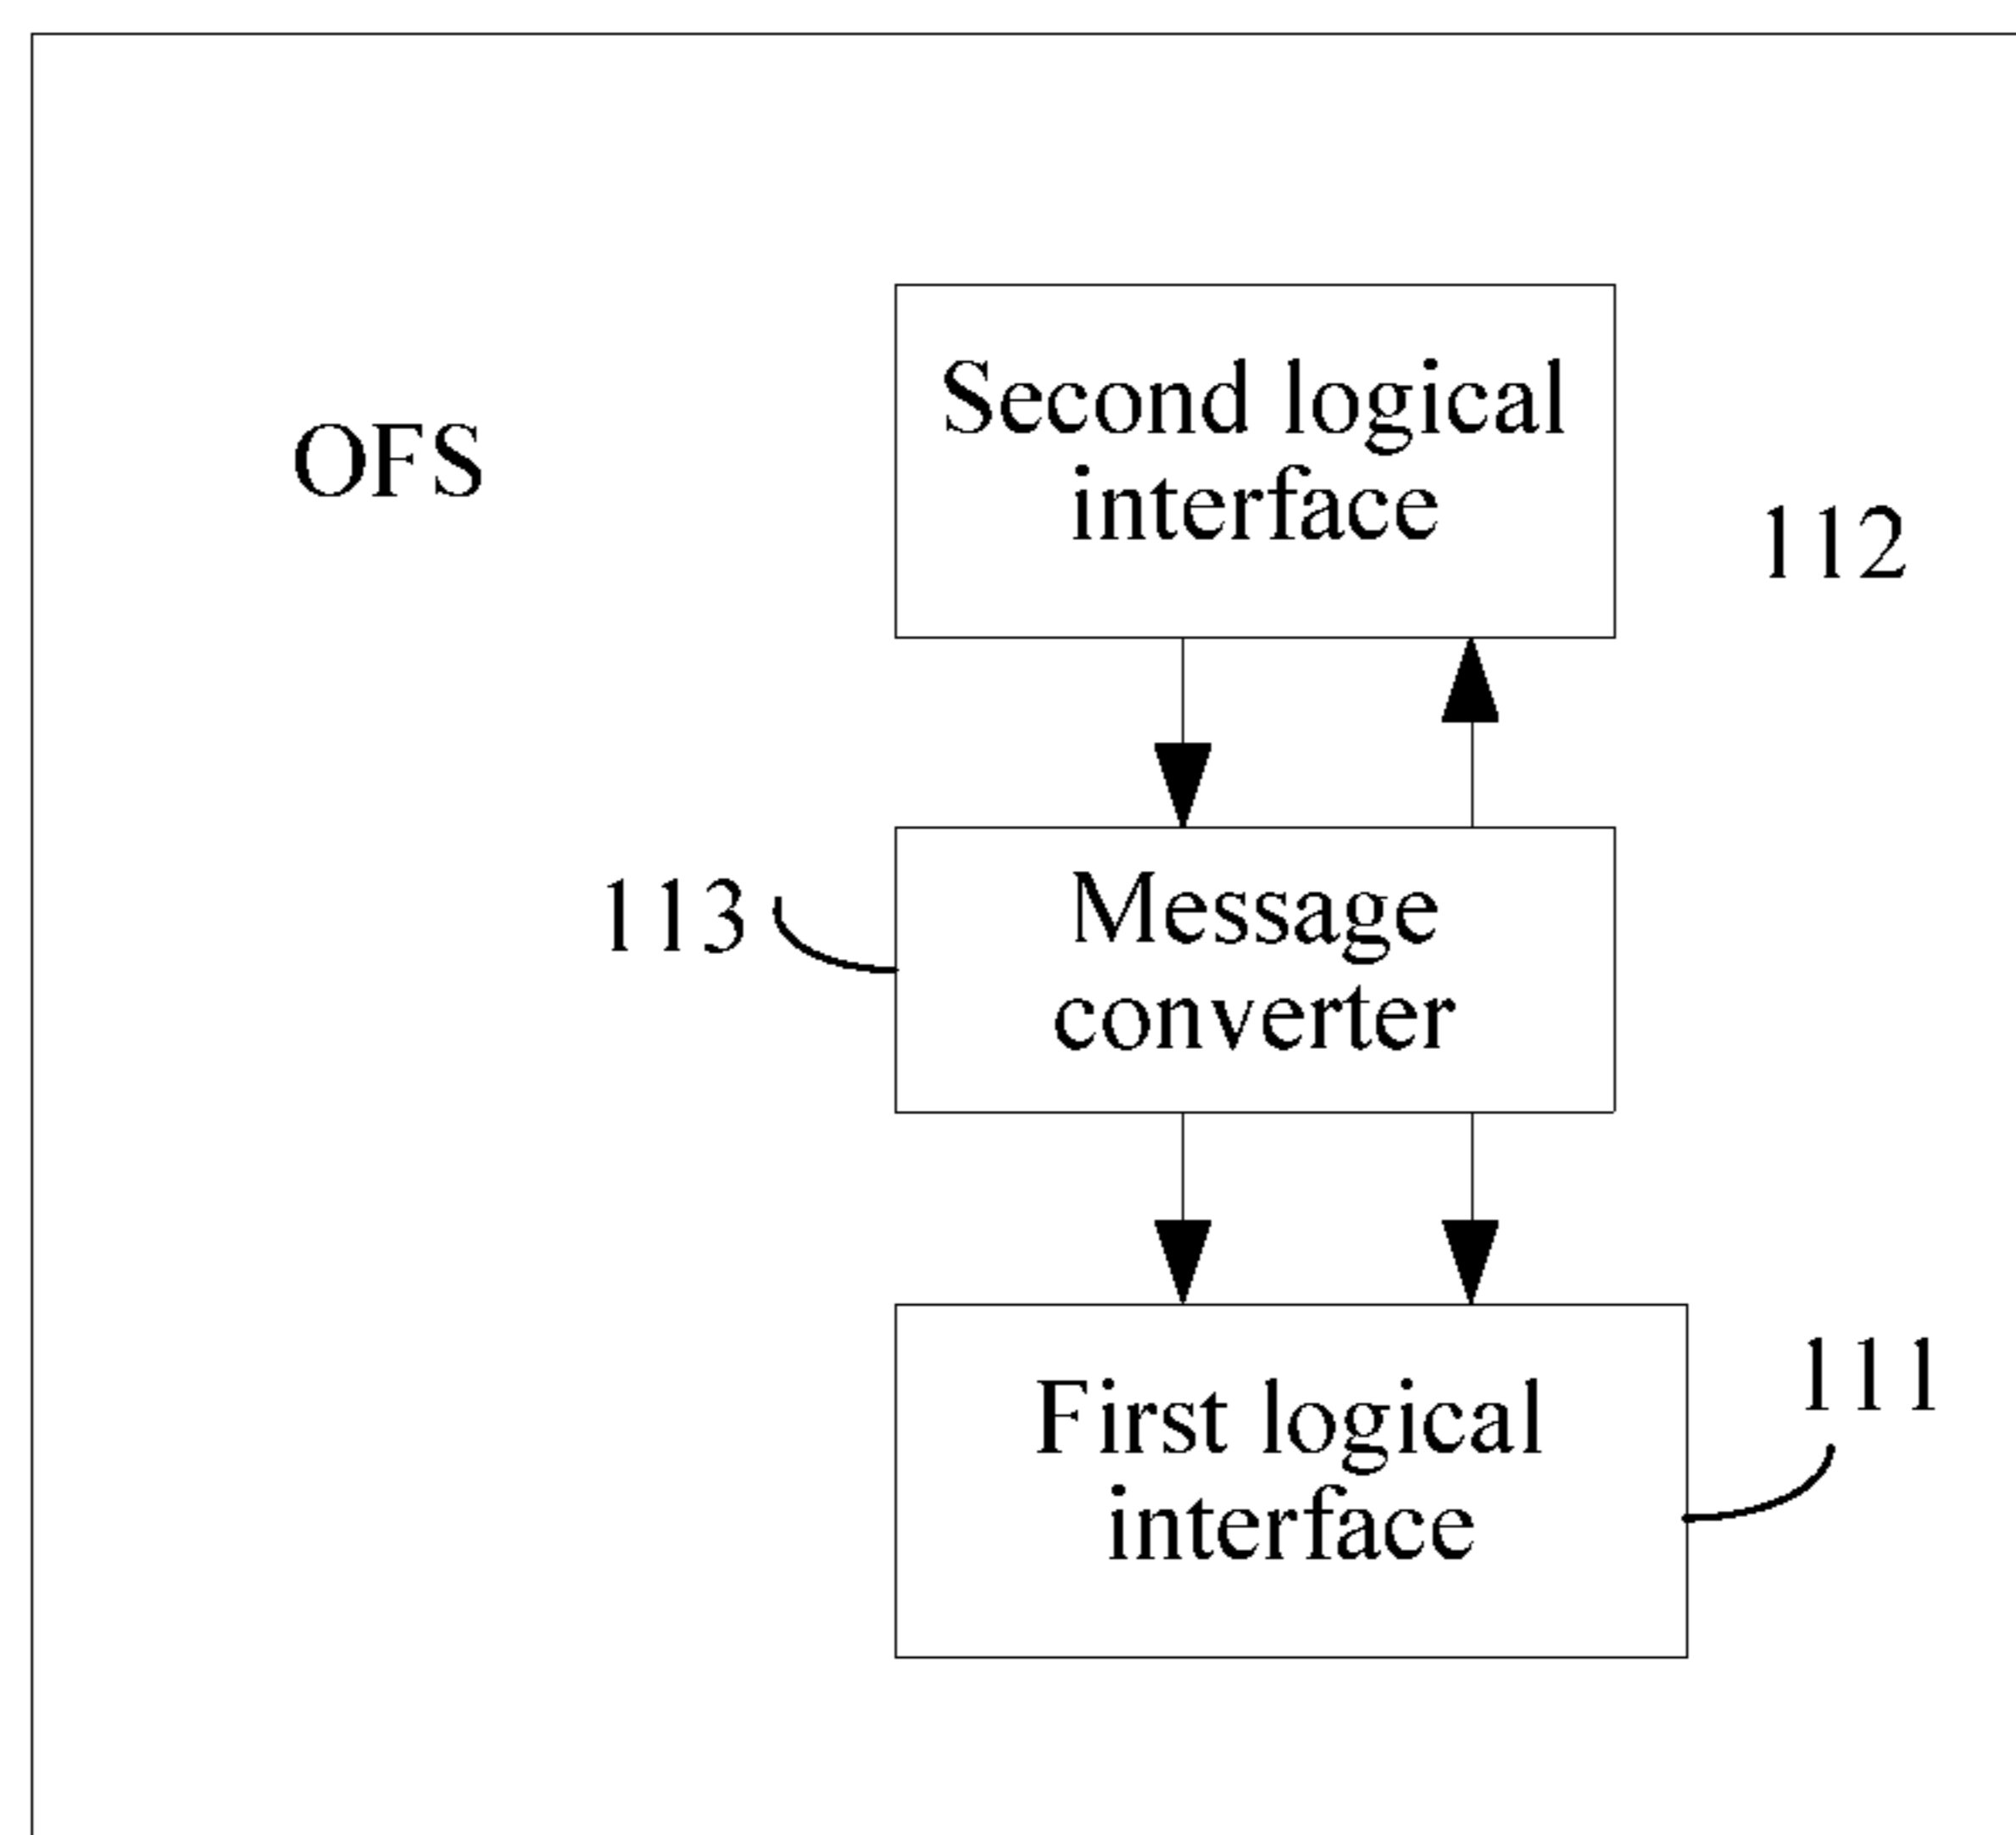 Second logical
interface
OFS
112
113
Message
converter
111
First logical
interface